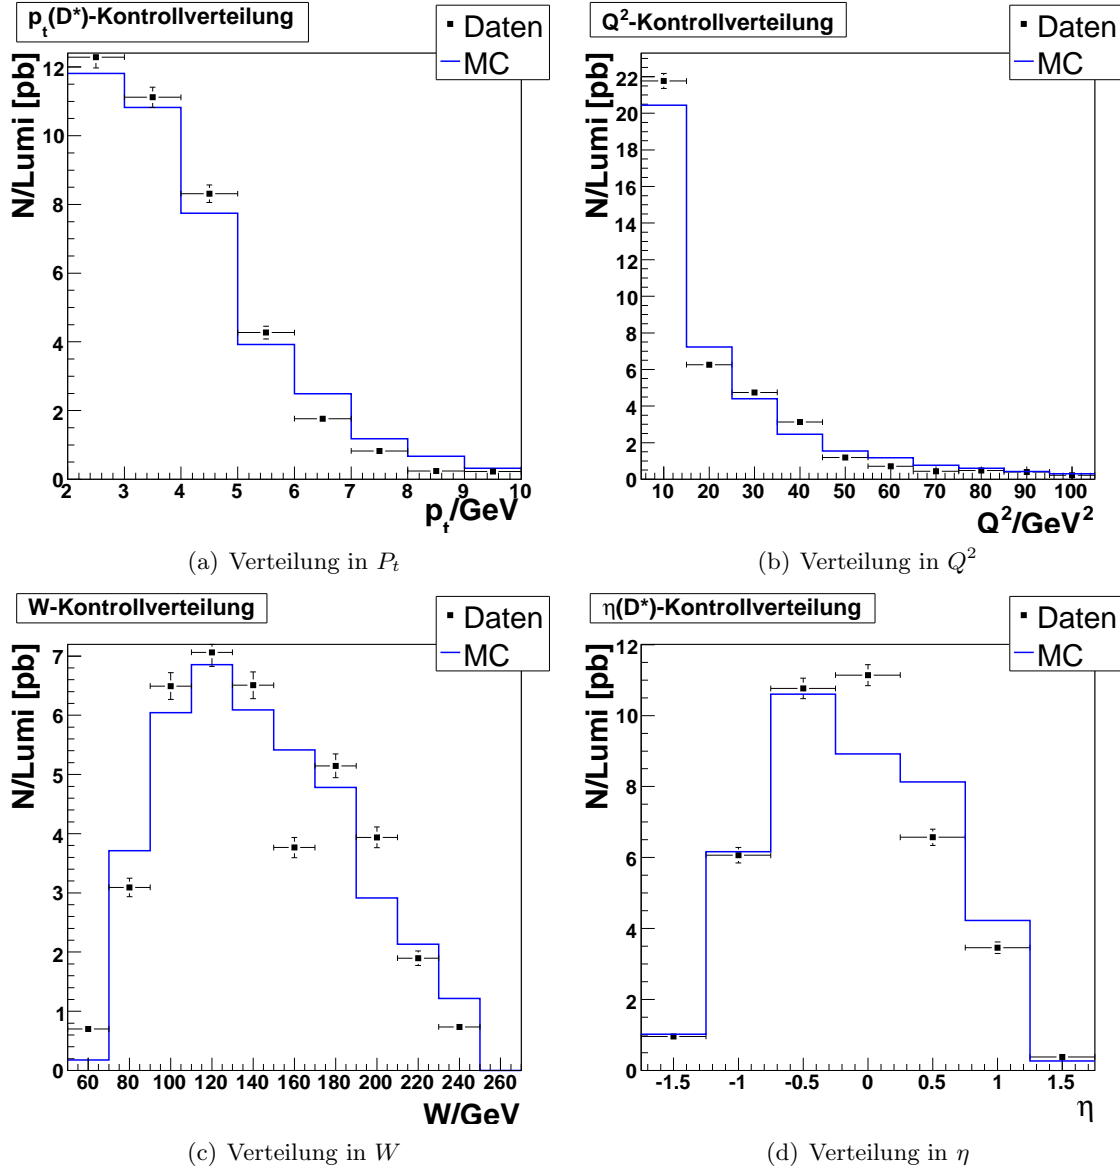 p_t(D*)-Kontrollverteilung
Daten
MC
N/Lumi [pb]
12
10
8
6
4
2
0
2 3 4 5 6 7 8 9 10
p_t/GeV
(a) Verteilung in P_t
Q²-Kontrollverteilung
Daten
MC
N/Lumi [pb]
22
20
18
16
14
12
10
8
6
4
2
0
10 20 30 40 50 60 70 80 90 100
Q²/GeV²
(b) Verteilung in Q²
W-Kontrollverteilung
Daten
MC
N/Lumi [pb]
7
6
5
4
3
2
1
0
60 80 100 120 140 160 180 200 220 240 260
W/GeV
(c) Verteilung in W
η(D*)-Kontrollverteilung
Daten
MC
N/Lumi [pb]
12
10
8
6
4
2
0
-1.5 -1 -0.5 0 0.5 1 1.5
η
(d) Verteilung in η